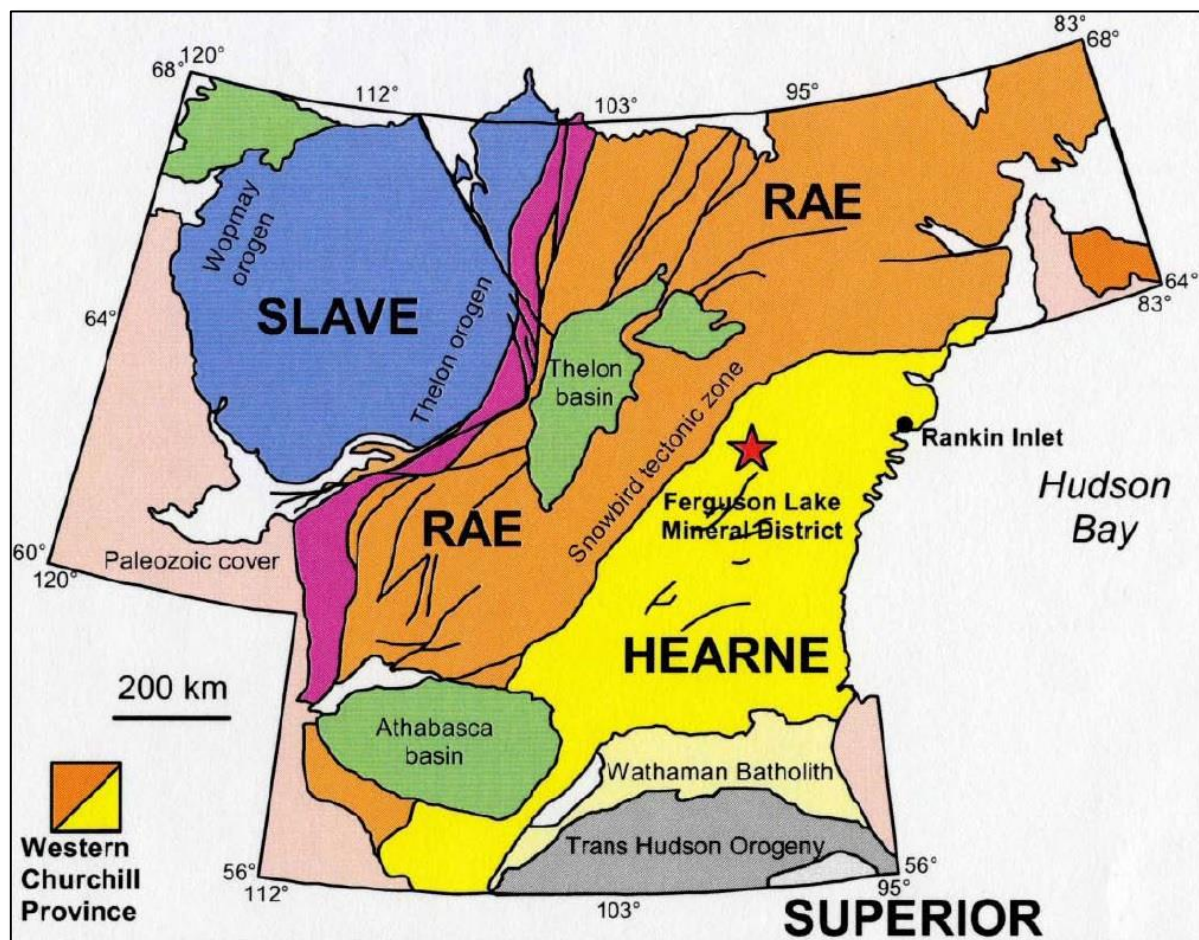 83°
68°
120°
68°
112°
103°
95°
RAE
Wopmay
orogen
SLAVE
Thelon orogen
64°
64°
83°
Thelon
basin
Snowbird tectonic zone
Rankin Inlet
Ferguson Lake
Mineral District
Hudson
Bay
RAE
60°
120°
Paleozoic cover
HEARNE
200 km
Athabasca
basin
Wathaman Batholith
Trans Hudson Orogeny
Western
Churchill
Province
56°
112°
103°
56°
95°
SUPERIOR